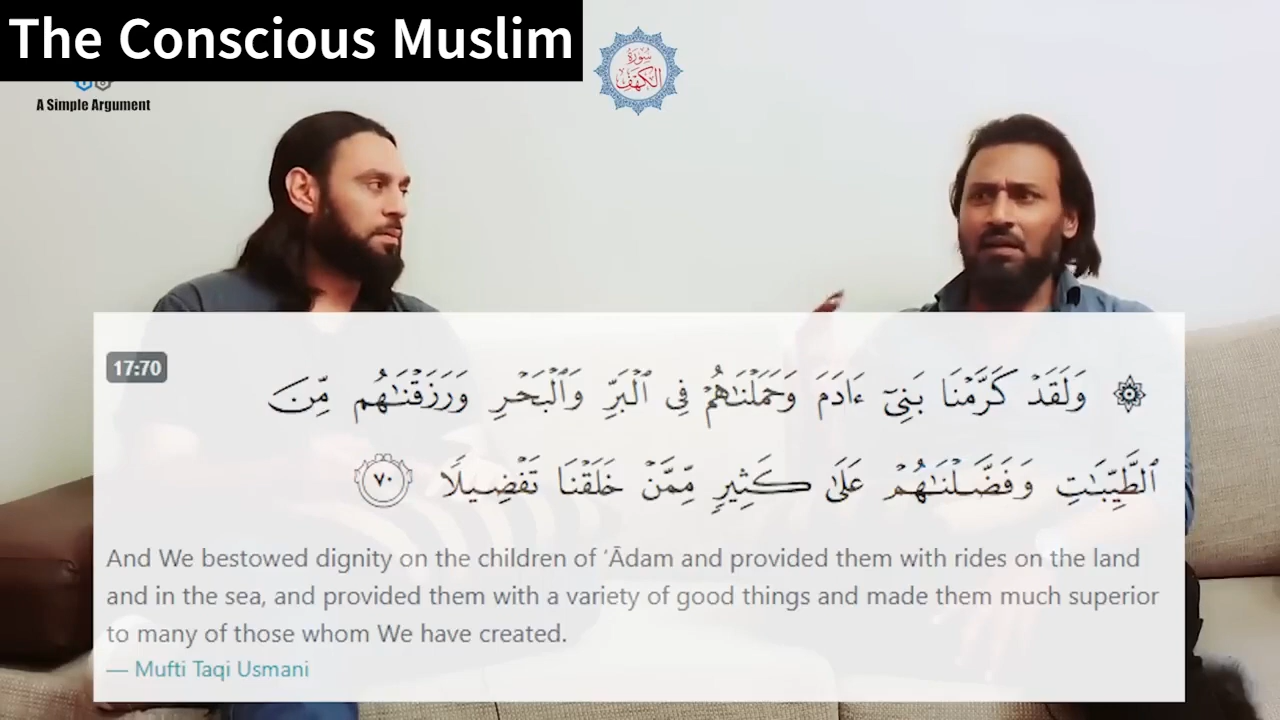 The Conscious Muslim
A Simple Argument
سُورَةُ
الكَهْفِ
17:70
۞ وَلَقَدْ كَرَّمْنَا بَنِىٓ ءَادَمَ وَحَمَلْنَـٰهُمْ فِى ٱلْبَرِّ وَٱلْبَحْرِ وَرَزَقْنَـٰهُم مِّنَ
ٱلطَّيِّبَـٰتِ وَفَضَّلْنَـٰهُمْ عَلَىٰ كَثِيرٍ مِّمَّنْ خَلَقْنَا تَفْضِيلًا ٧٠
And We bestowed dignity on the children of ‘Ādam and provided them with rides on the land
and in the sea, and provided them with a variety of good things and made them much superior
to many of those whom We have created.
— Mufti Taqi Usmani